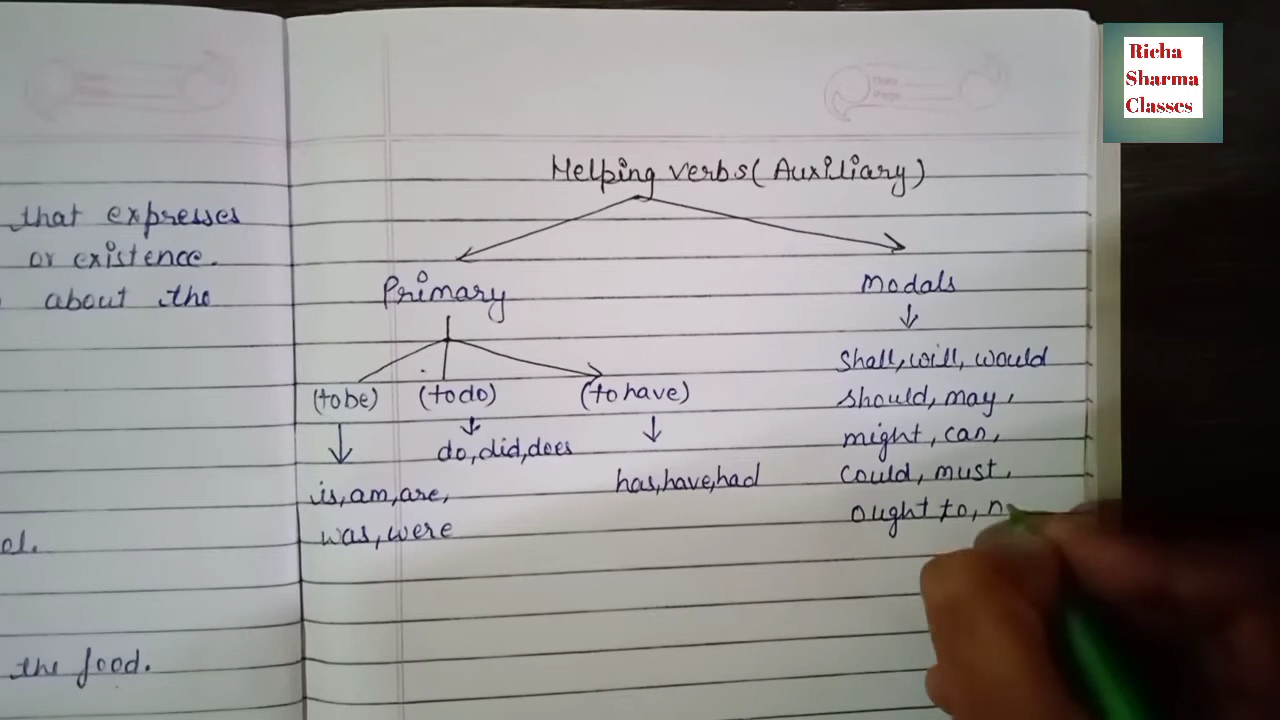 Richa
Sharma
Classes
that expresses
or existence.
about the
the food.
Helping verbs (Auxiliary)
Primary
Modals
(to be) (to do) (to have)
do, did, does
is, am, are,
was, were
has, have, had
Shall, will, would
should, may,
might, can,
could, must,
ought to, n